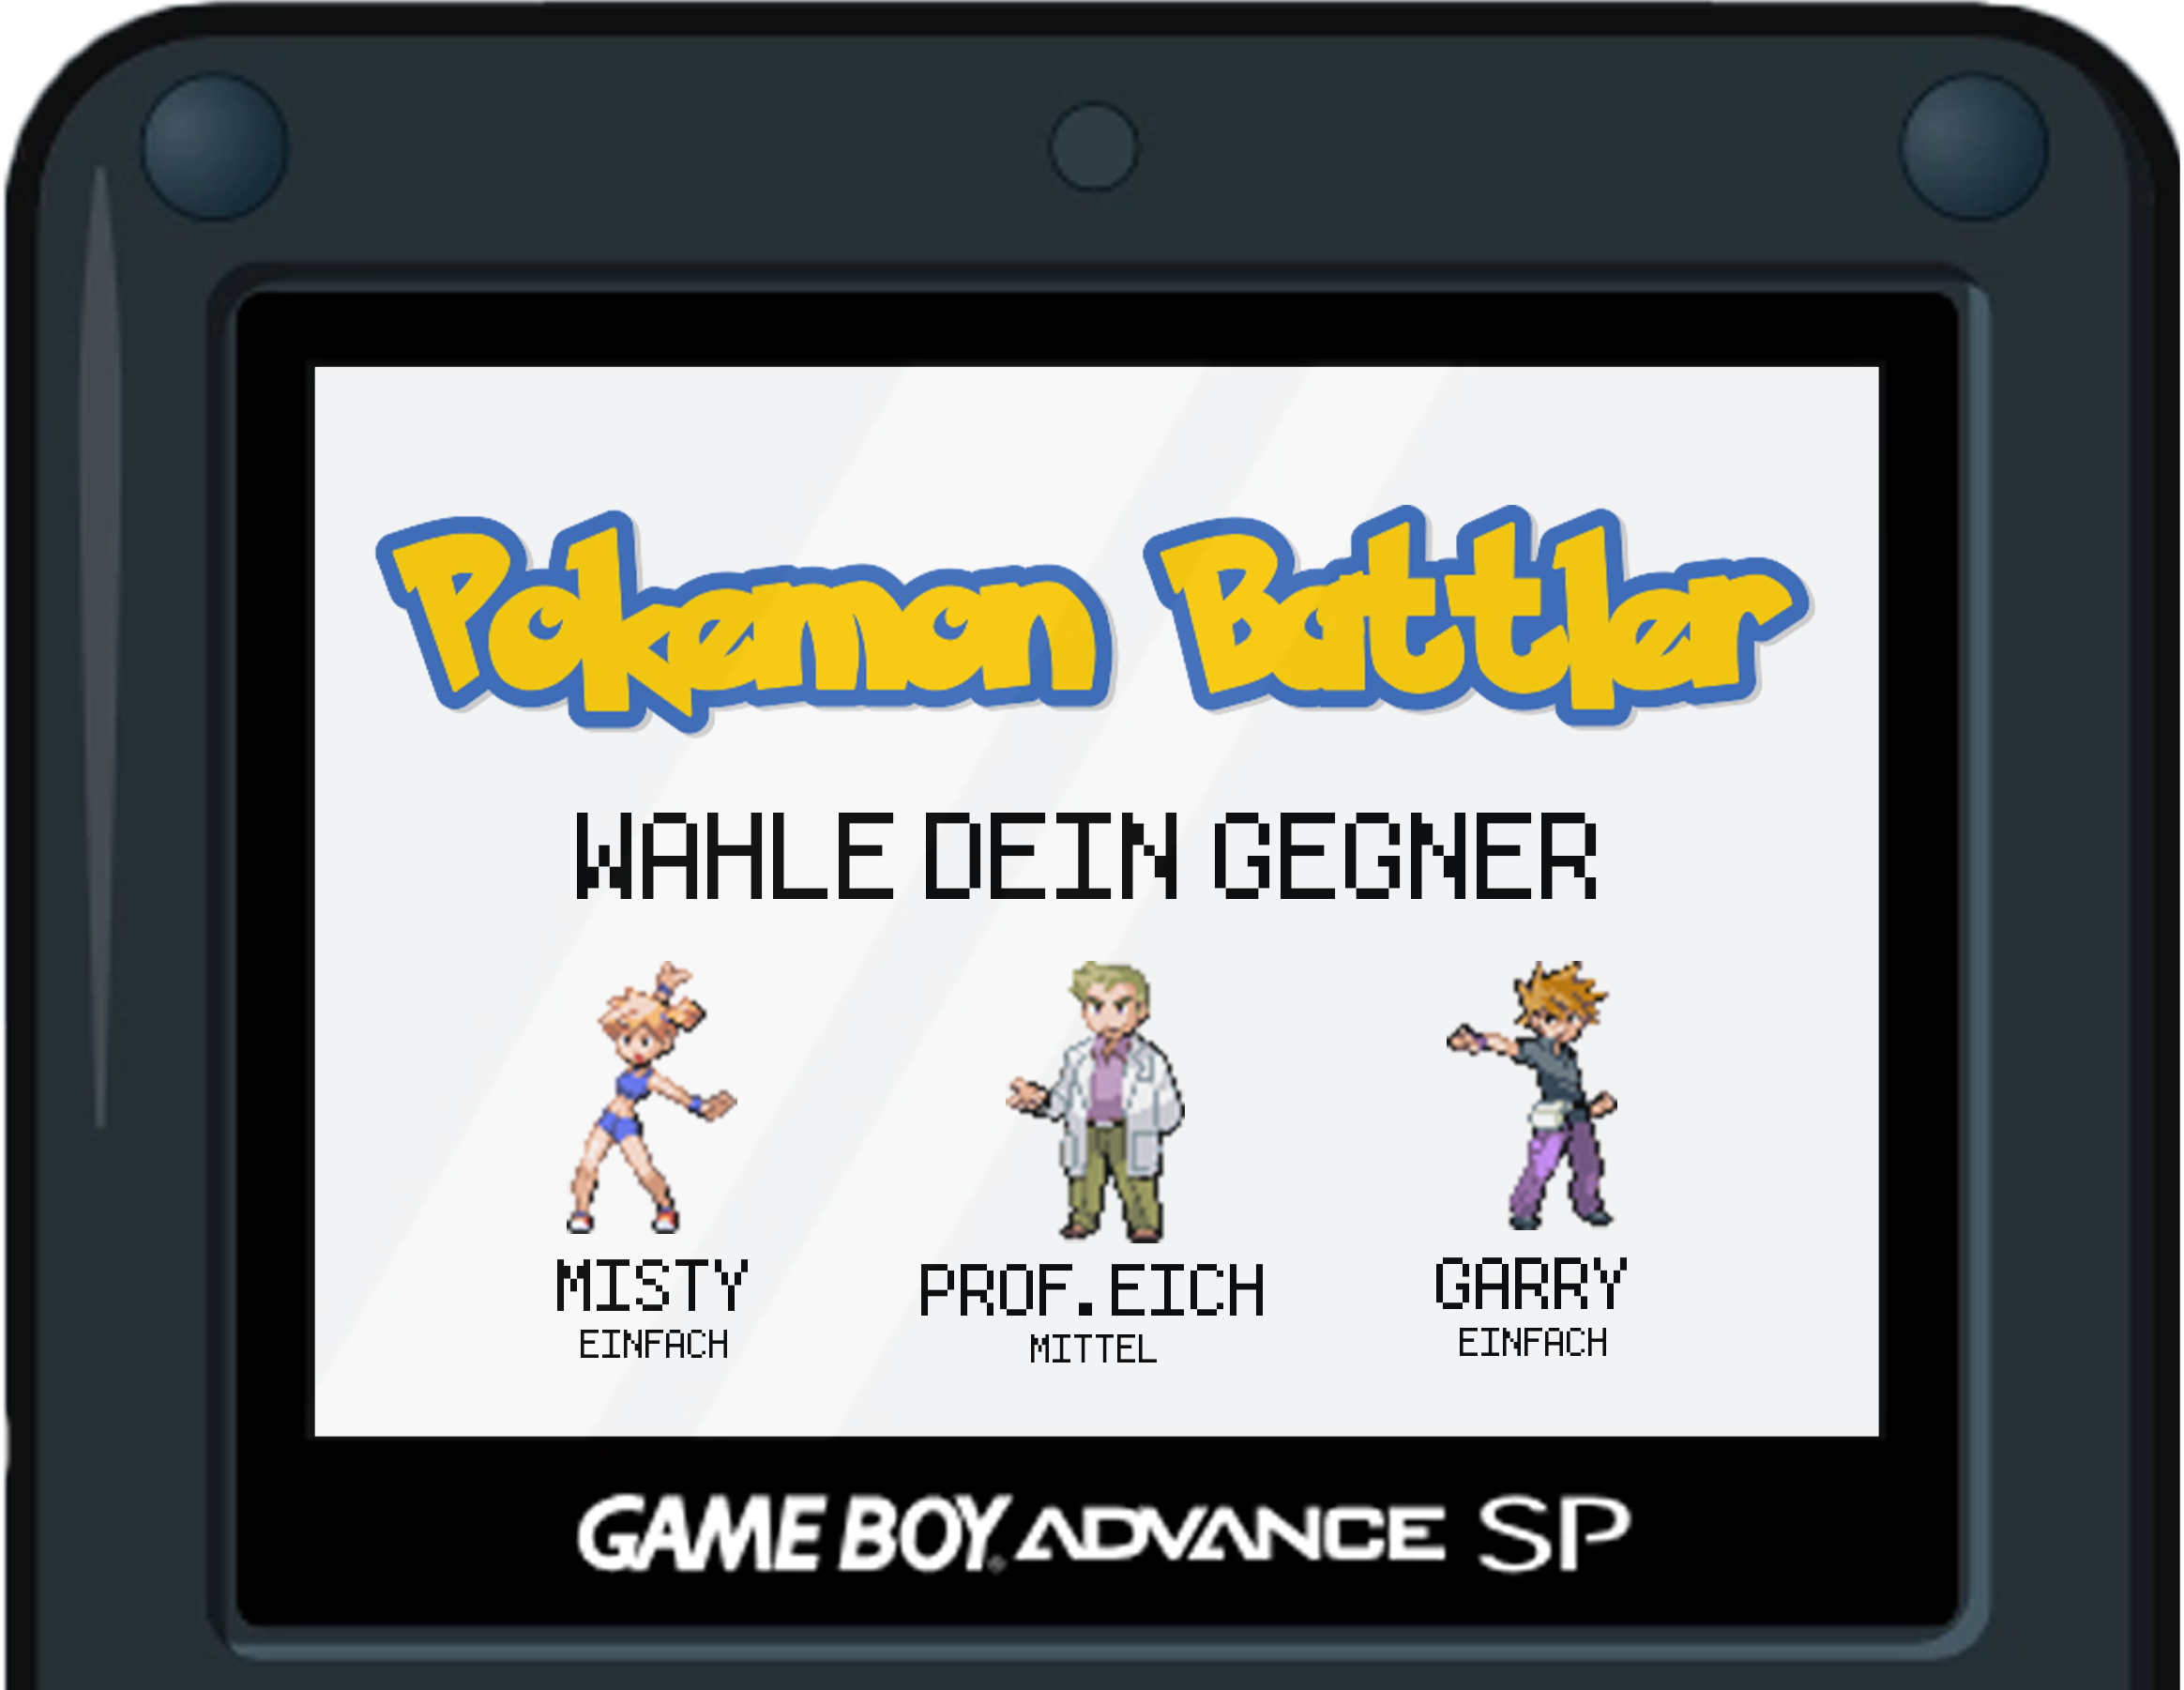 Pokemon Battler
WAHLE DEIN GEGNER
MISTY
EINFACH
PROF.EICH
MITTEL
GARRY
EINFACH
GAME BOY ADVANCE SP